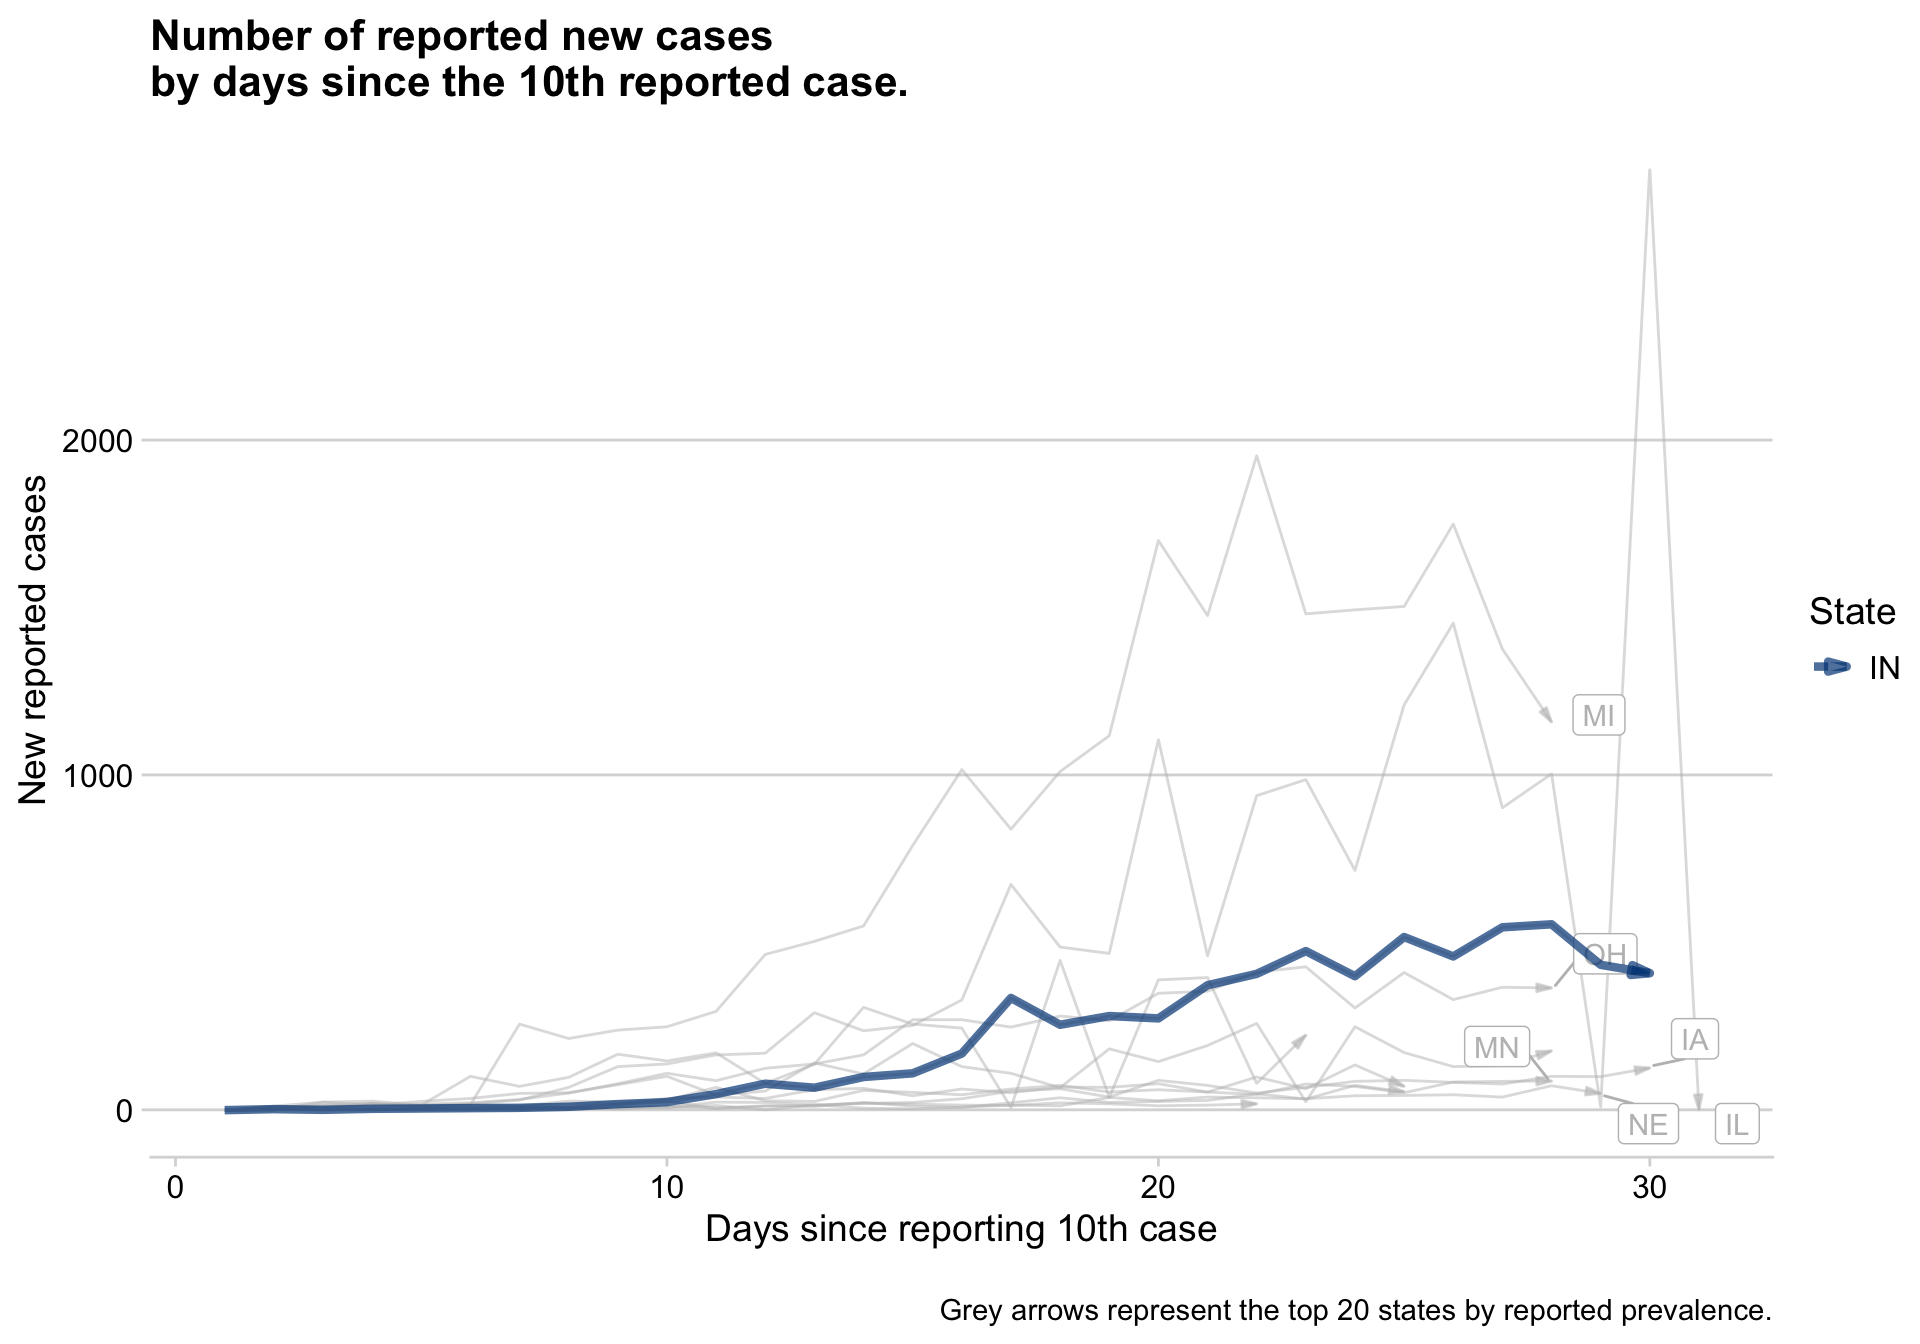 Number of reported new cases
by days since the 10th reported case.
New reported cases
2000
1000
0
MI
OH
MN
IA
NE
IL
State
IN
0
10
20
30
Days since reporting 10th case
Grey arrows represent the top 20 states by reported prevalence.